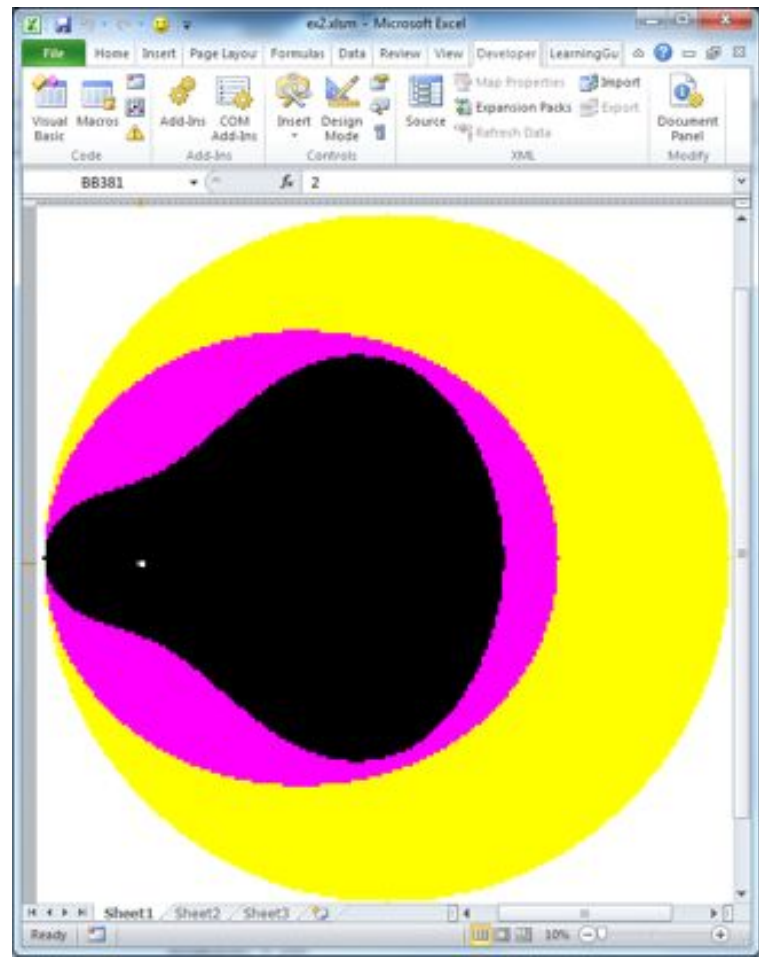 ex2.xlsm - Microsoft Excel
File Home Insert Page Layou Formulas Data Review View Developer LearningGu
Visual Basic Macros Add-Ins COM Add-Ins Insert Design Mode Source Map Properties Import Expansion Packs Export Refresh Data Document Panel
Code Add-Ins Controls XML Modify
BB381 fx 2
Sheet1 Sheet2 Sheet3
Ready 10%